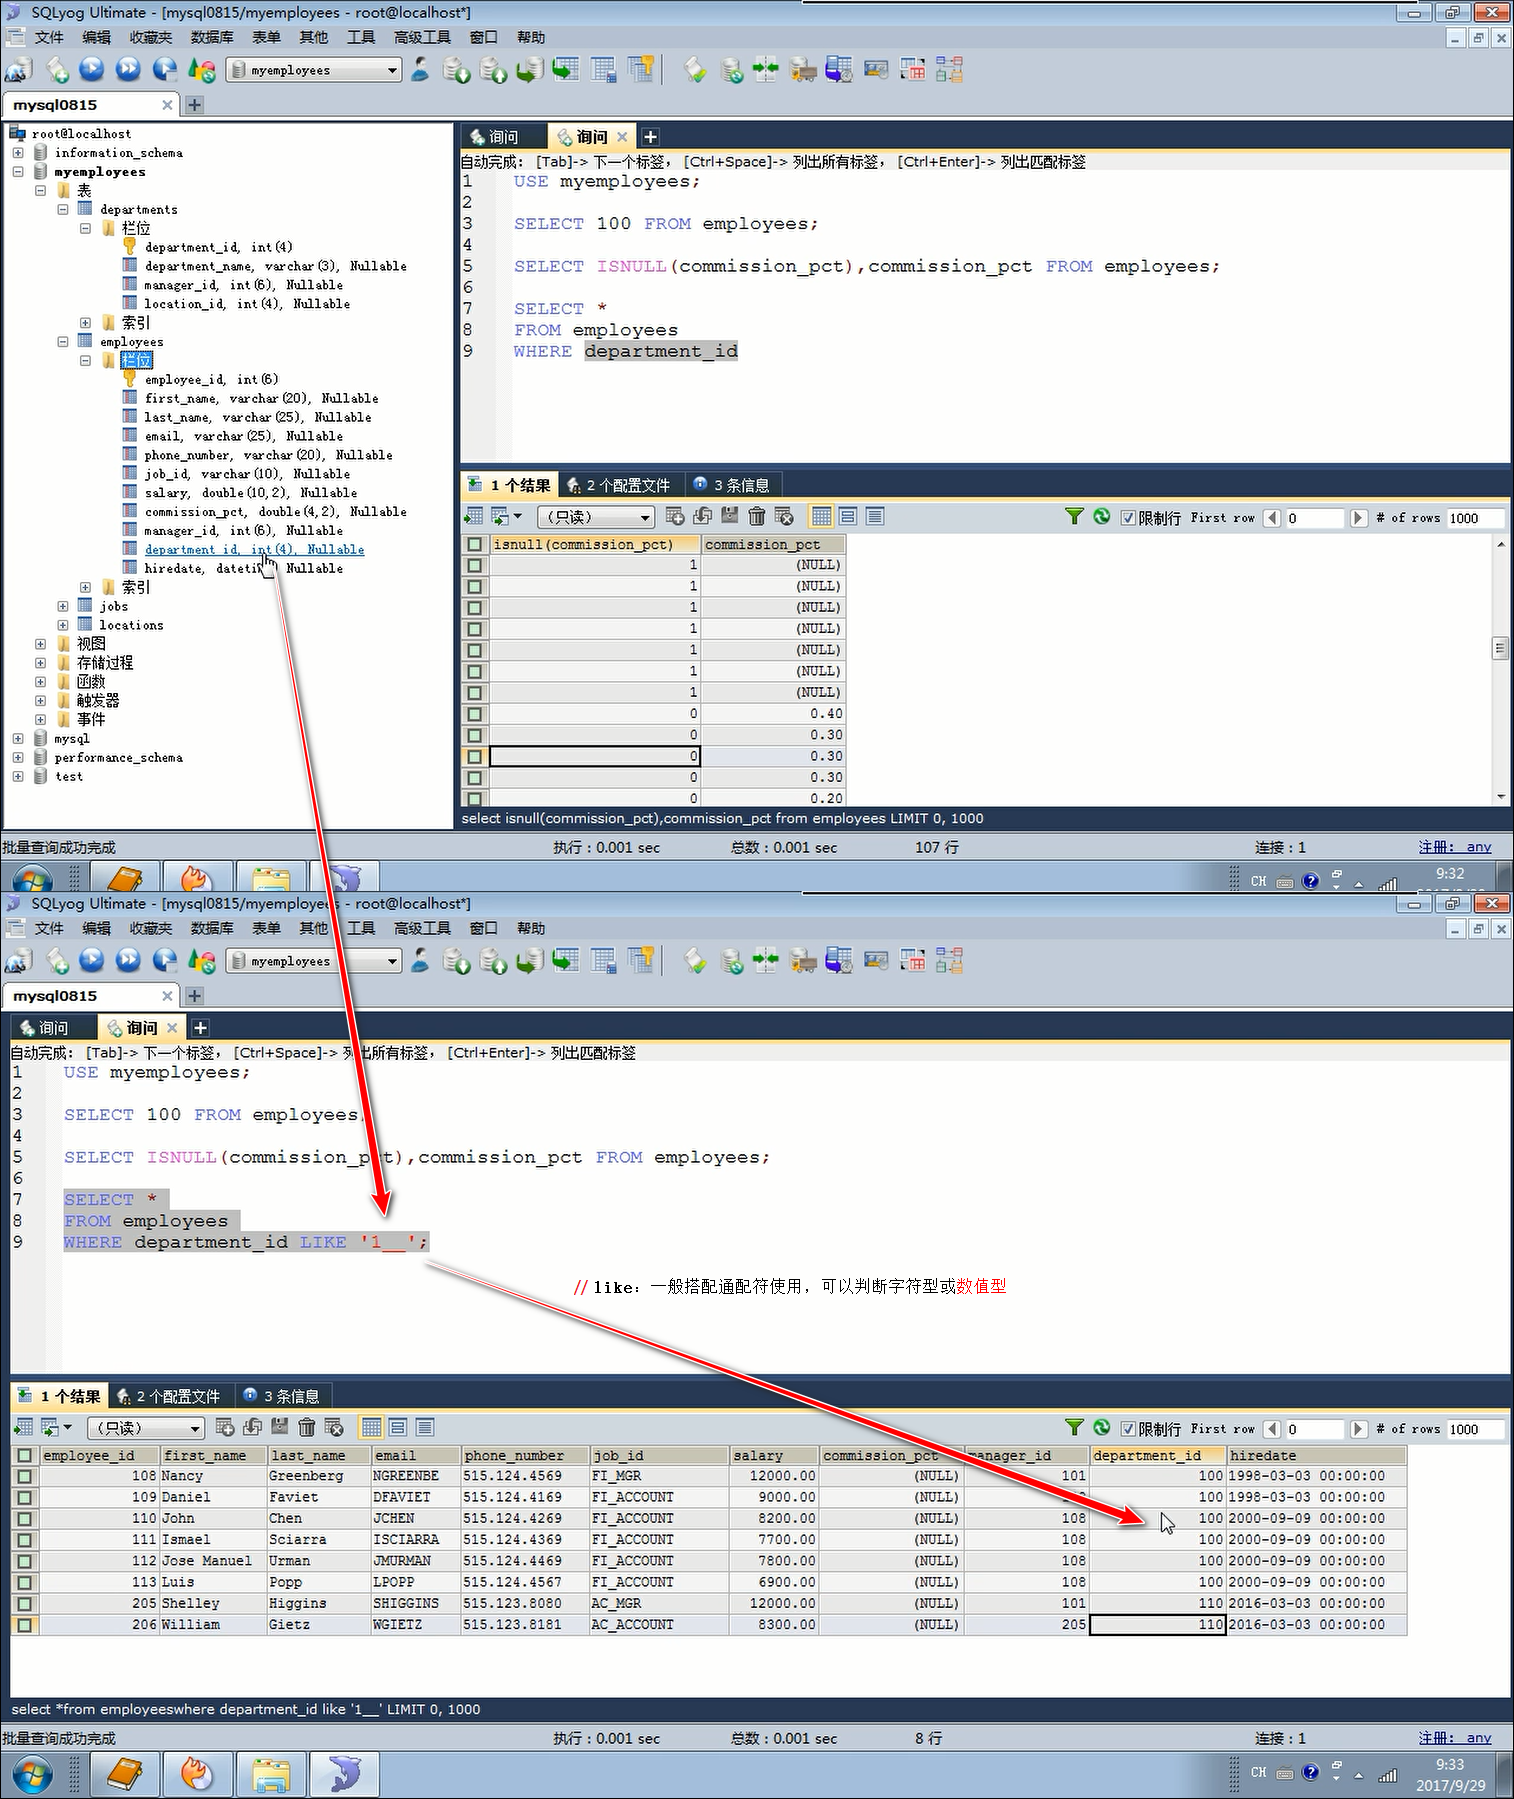 SQLyog Ultimate - [mysql0815/myemployees - root@localhost*]
文件 编辑 收藏夹 数据库 表单 其他 工具 高级工具 窗口 帮助
myemployees
mysql0815
root@localhost
information_schema
myemployees
表
departments
栏位
department_id, int(4)
department_name, varchar(3), Nullable
manager_id, int(6), Nullable
location_id, int(4), Nullable
索引
employees
栏位
employee_id, int(6)
first_name, varchar(20), Nullable
last_name, varchar(25), Nullable
email, varchar(25), Nullable
phone_number, varchar(20), Nullable
job_id, varchar(10), Nullable
salary, double(10,2), Nullable
commission_pct, double(4,2), Nullable
manager_id, int(6), Nullable
department_id, int(4), Nullable
hiredate, dateti Nullable
索引
jobs
locations
视图
存储过程
函数
触发器
事件
mysql
performance_schema
test
询问 询问
自动完成: [Tab]-> 下一个标签, [Ctrl+Space]-> 列出所有标签, [Ctrl+Enter]-> 列出匹配标签
1 USE myemployees;
2
3 SELECT 100 FROM employees;
4
5 SELECT ISNULL(commission_pct),commission_pct FROM employees;
6
7 SELECT *
8 FROM employees
9 WHERE department_id
1 个结果 2 个配置文件 3 条信息
(只读) 限制行 First row 0 # of rows 1000
isnull(commission_pct) commission_pct
1 (NULL)
1 (NULL)
1 (NULL)
1 (NULL)
1 (NULL)
1 (NULL)
1 (NULL)
0 0.40
0 0.30
0 0.30
0 0.30
0 0.20
select isnull(commission_pct),commission_pct from employees LIMIT 0, 1000
批量查询成功完成 执行 : 0.001 sec 总数 : 0.001 sec 107 行 连接 : 1 注册: any
CH 9:32
SQLyog Ultimate - [mysql0815/myemployees - root@localhost*]
文件 编辑 收藏夹 数据库 表单 其他 工具 高级工具 窗口 帮助
myemployees
mysql0815
询问 询问
自动完成: [Tab]-> 下一个标签, [Ctrl+Space]-> 列出所有标签, [Ctrl+Enter]-> 列出匹配标签
1 USE myemployees;
2
3 SELECT 100 FROM employees
4
5 SELECT ISNULL(commission_pct),commission_pct FROM employees;
6
7 SELECT *
8 FROM employees
9 WHERE department_id LIKE '1__';
// like: 一般搭配通配符使用, 可以判断字符型或数值型
1 个结果 2 个配置文件 3 条信息
(只读) 限制行 First row 0 # of rows 1000
employee_id first_name last_name email phone_number job_id salary commission_pct manager_id department_id hiredate
108 Nancy Greenberg NGREENBE 515.124.4569 FI_MGR 12000.00 (NULL) 101 100 1998-03-03 00:00:00
109 Daniel Faviet DFAVIET 515.124.4169 FI_ACCOUNT 9000.00 (NULL) 100 1998-03-03 00:00:00
110 John Chen JCHEN 515.124.4269 FI_ACCOUNT 8200.00 (NULL) 108 100 2000-09-09 00:00:00
111 Ismael Sciarra ISCIARRA 515.124.4369 FI_ACCOUNT 7700.00 (NULL) 108 100 2000-09-09 00:00:00
112 Jose Manuel Urman JMURMAN 515.124.4469 FI_ACCOUNT 7800.00 (NULL) 108 100 2000-09-09 00:00:00
113 Luis Popp LPOPP 515.124.4567 FI_ACCOUNT 6900.00 (NULL) 108 100 2000-09-09 00:00:00
205 Shelley Higgins SHIGGINS 515.123.8080 AC_MGR 12000.00 (NULL) 101 110 2016-03-03 00:00:00
206 William Gietz WGIETZ 515.123.8181 AC_ACCOUNT 8300.00 (NULL) 205 110 2016-03-03 00:00:00
select *from employeeswhere department_id like '1__' LIMIT 0, 1000
批量查询成功完成 执行 : 0.001 sec 总数 : 0.001 sec 8 行 连接 : 1 注册: any
CH 9:33
2017/9/29